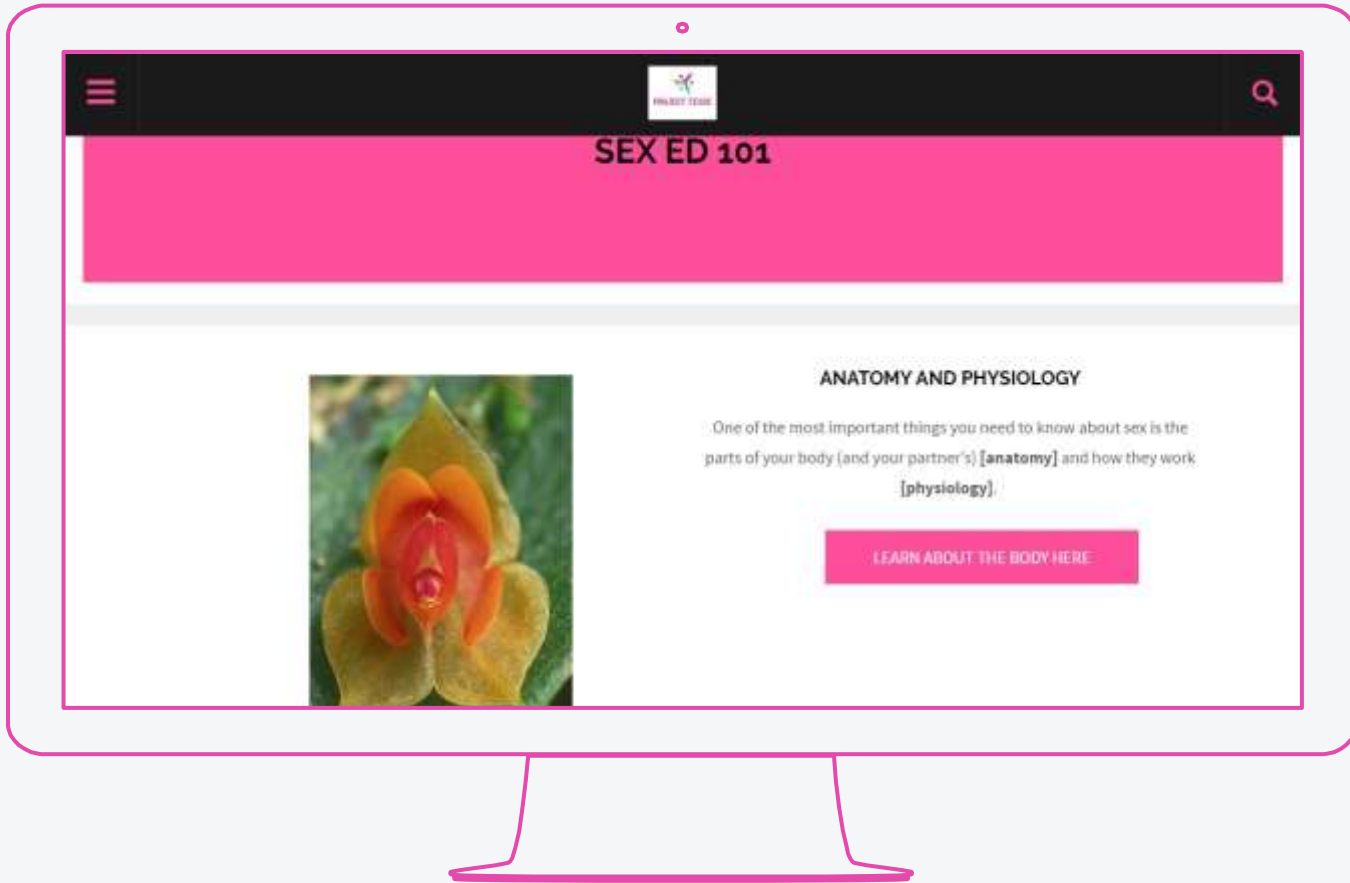 SEX ED 101
ANATOMY AND PHYSIOLOGY
One of the most important things you need to know about sex is the
parts of your body (and your partner's) [anatomy] and how they work
[physiology].
LEARN ABOUT THE BODY HERE